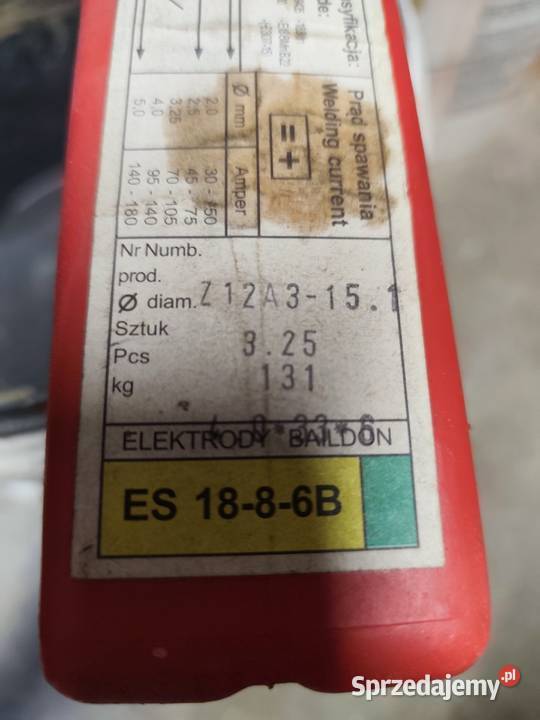 syfikacja:
de:
Prąd spawania
Welding current
= +
Ø mm
Amper
2.0
30 - 50
2.5
45 - 75
3.25
70 - 105
4.0
95 - 140
5.0
140 - 180
Nr Numb.
prod. Z12A3-15.1
Ø diam. 3.25
Sztuk
Pcs 131
kg
ELEKTRODY BAILDON
ES 18-8-6B
Sprzedajemy.pl